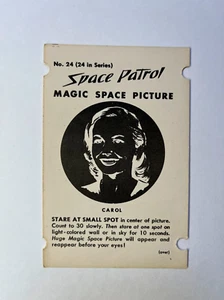 No. 24 (24 in Series)
Space Patrol
MAGIC SPACE PICTURE
CAROL
STARE AT SMALL SPOT in center of picture.
Count to 30 slowly. Then stare at one spot on
light-colored wall or in sky for 10 seconds.
Huge Magic Space Picture will appear and
reappear before your eyes!
(over)